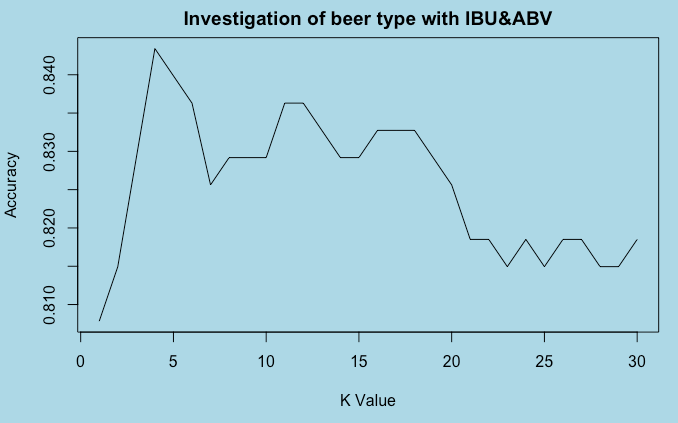 Investigation of beer type with IBU&ABV
Accuracy
0.840
0.830
0.820
0.810
0 5 10 15 20 25 30
K Value